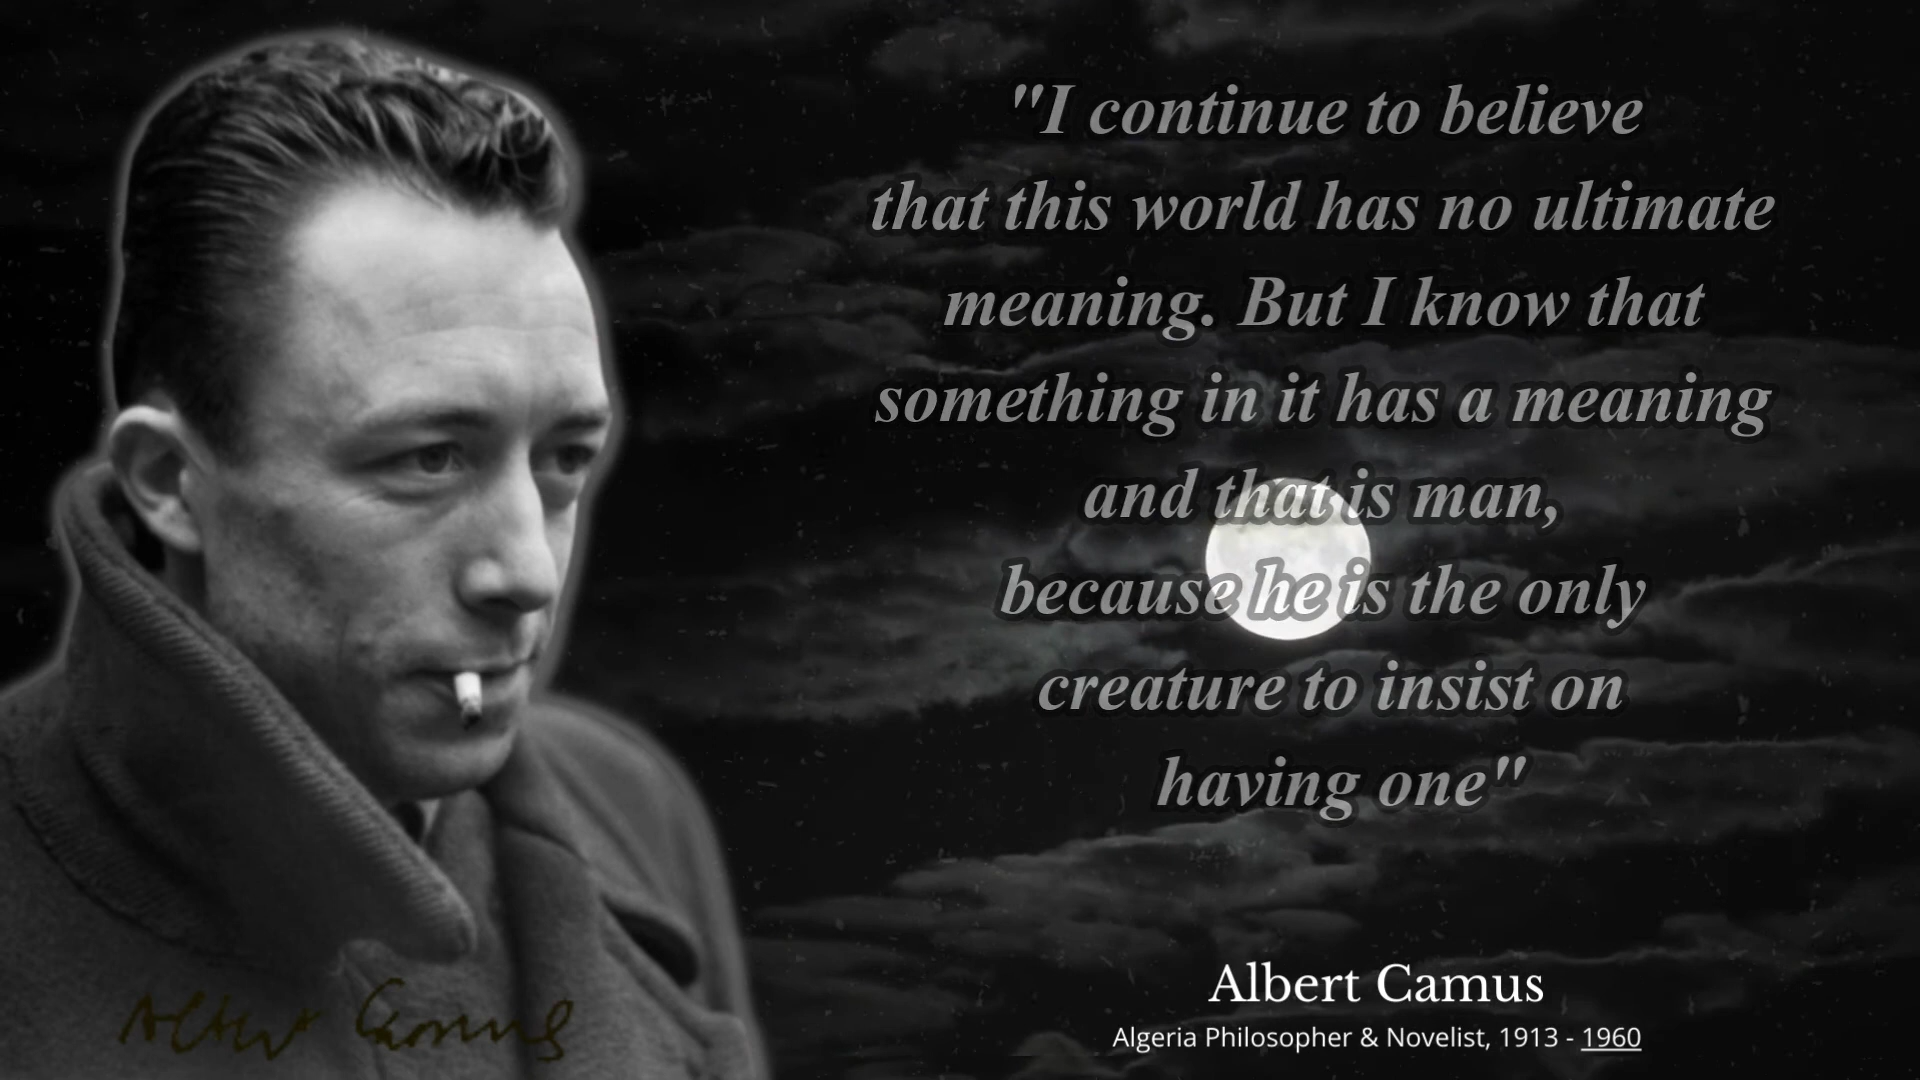 "I continue to believe
that this world has no ultimate
meaning. But I know that
something in it has a meaning
and that is man,
because he is the only
creature to insist on
having one"
Albert Camus
Algeria Philosopher & Novelist, 1913 - 1960
Albert Camus